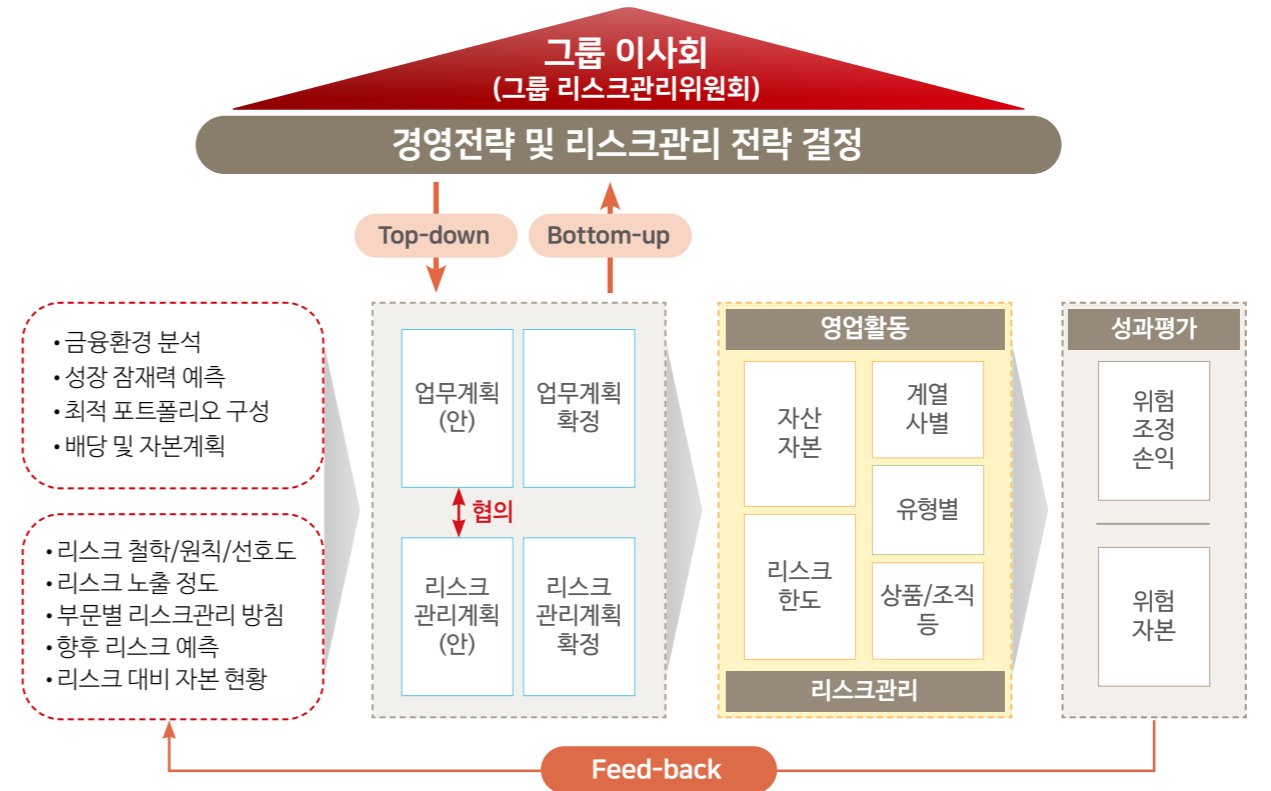 그룹 이사회
(그룹 리스크관리위원회)
경영전략 및 리스크관리 전략 결정
Top-down
Bottom-up
• 금융환경 분석
• 성장 잠재력 예측
• 최적 포트폴리오 구성
• 배당 및 자본계획
• 리스크 철학/원칙/선호도
• 리스크 노출 정도
• 부문별 리스크관리 방침
• 향후 리스크 예측
• 리스크 대비 자본 현황
업무계획
(안)
업무계획
확정
협의
리스크
관리계획
(안)
리스크
관리계획
확정
영업활동
자산
자본
리스크
한도
계열
사별
유형별
상품/조직
등
리스크관리
성과평가
위험
조정
손익
위험
자본
Feed-back